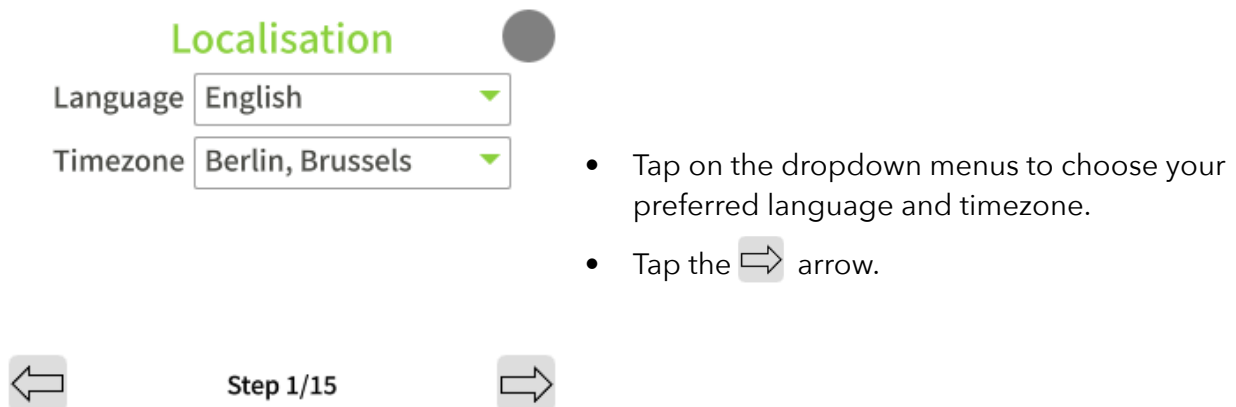 Localisation
Language English
Timezone Berlin, Brussels
Step 1/15
• Tap on the dropdown menus to choose your
preferred language and timezone.
• Tap the arrow.